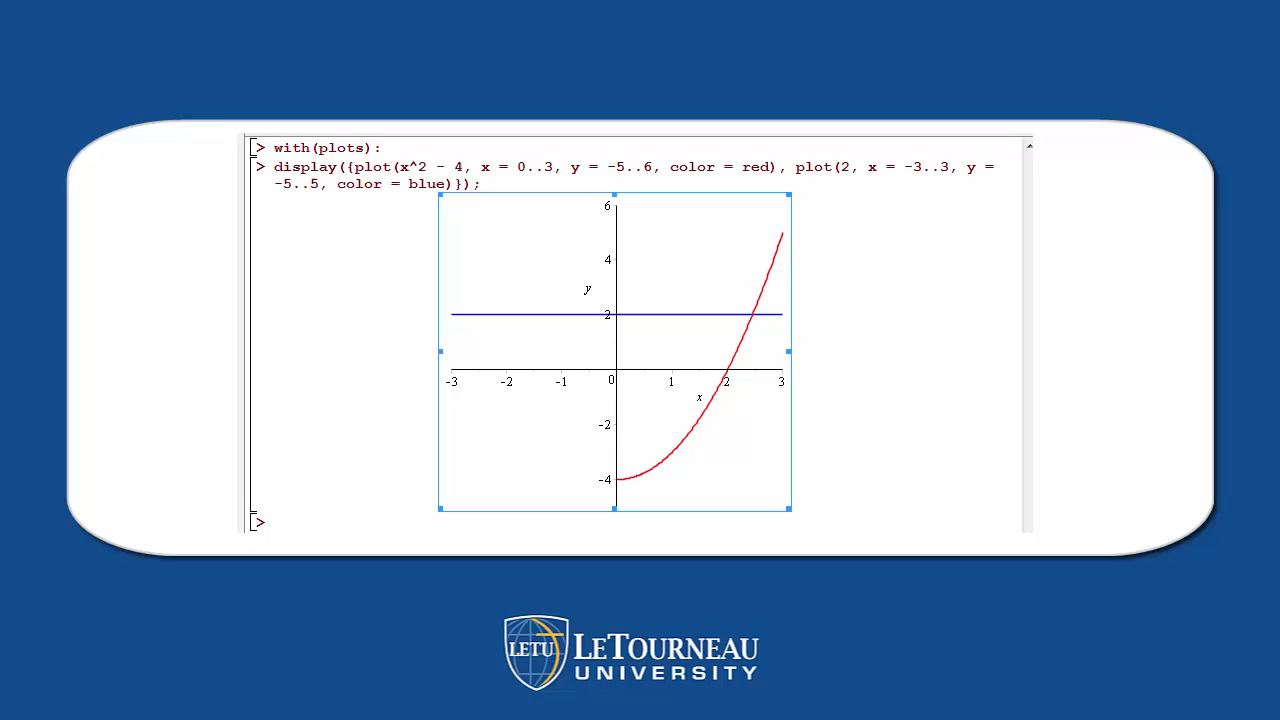 > with(plots):
> display({plot(x^2 - 4, x = 0..3, y = -5..6, color = red), plot(2, x = -3..3, y =
-5..5, color = blue)});
6
4
y
2
-3 -2 -1 0 1 2 3
x
-2
-4
>
LETU LETOURNEAU
UNIVERSITY